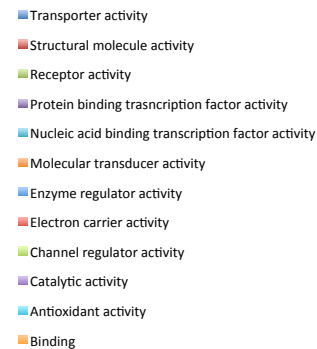 Transporter activity
Structural molecule activity
Receptor activity
Protein binding trasncription factor activity
Nucleic acid binding transcription factor activity
Molecular transducer activity
Enzyme regulator activity
Electron carrier activity
Channel regulator activity
Catalytic activity
Antioxidant activity
Binding